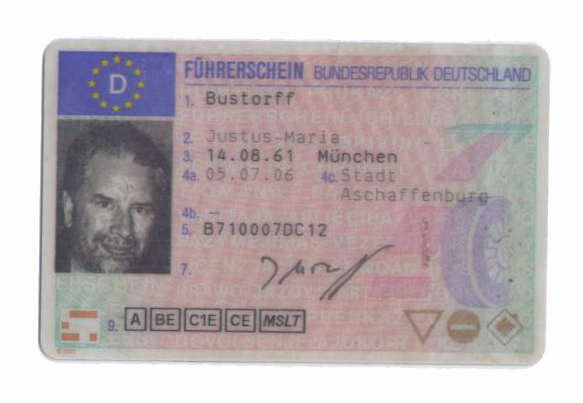 D
FÜHRERSCHEIN BUNDESREPUBLIK DEUTSCHLAND
1. Bustorff
2. Justus-Maria
3. 14.08.61 München
4a. 05.07.06 4c. Stadt
Aschaffenburg
4b. —
5. B710007DC12
7.
9. A BE C1E CE MSLT